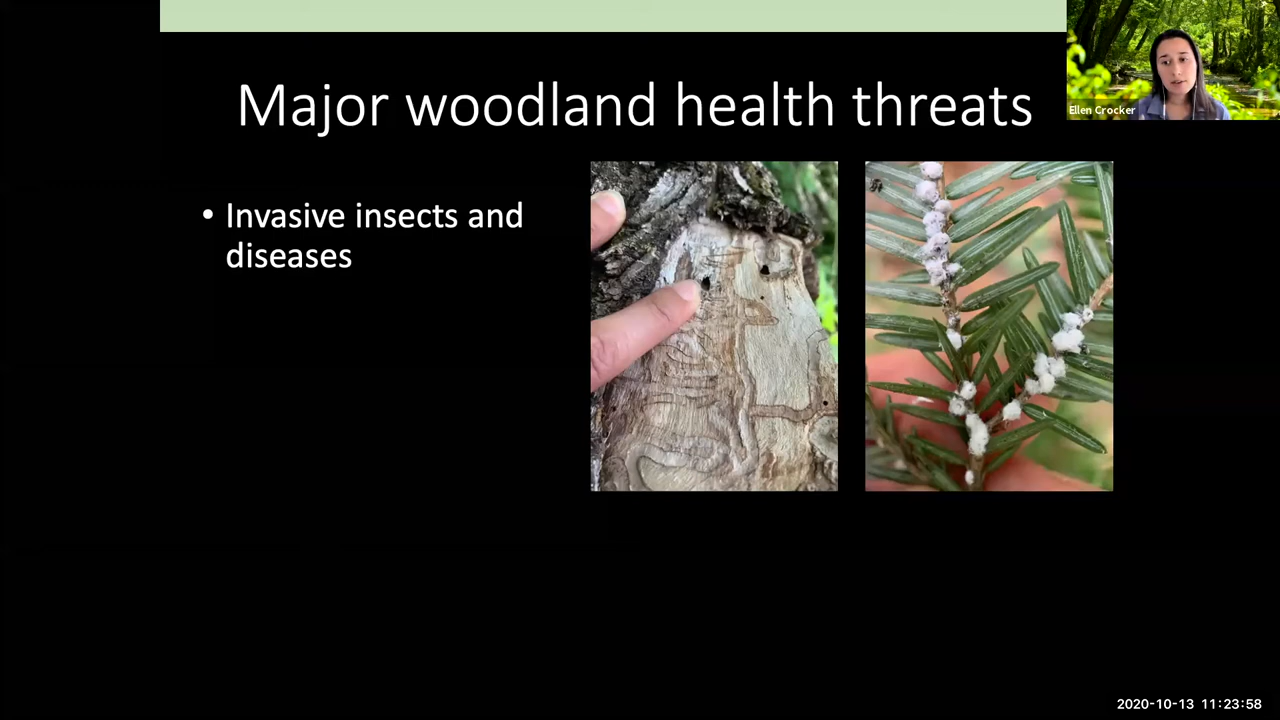 Major woodland health threats
Ellen Crocker
• Invasive insects and
diseases
2020-10-13 11:23:58